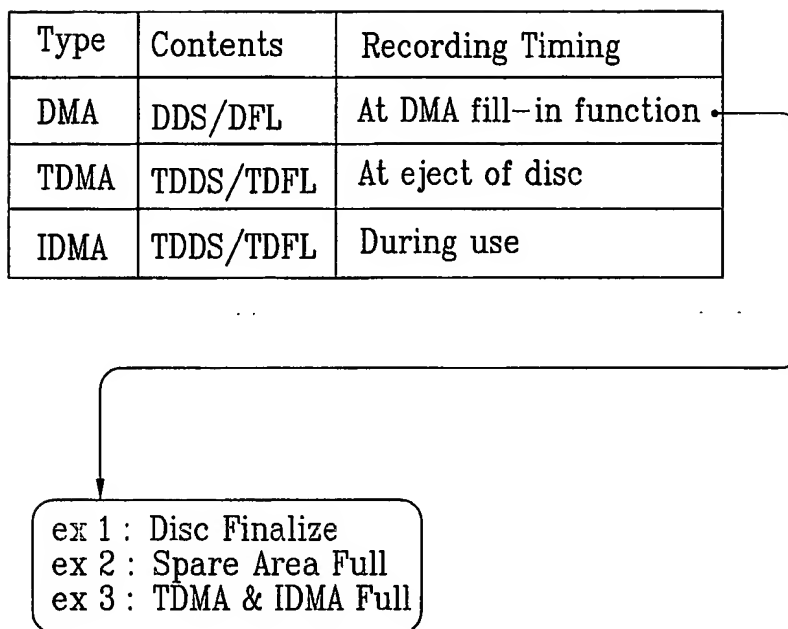 Type Contents Recording Timing
DMA DDS/DFL At DMA fill-in function
TDMA TDDS/TDFL At eject of disc
IDMA TDDS/TDFL During use
ex 1 : Disc Finalize
ex 2 : Spare Area Full
ex 3 : TDMA & IDMA Full